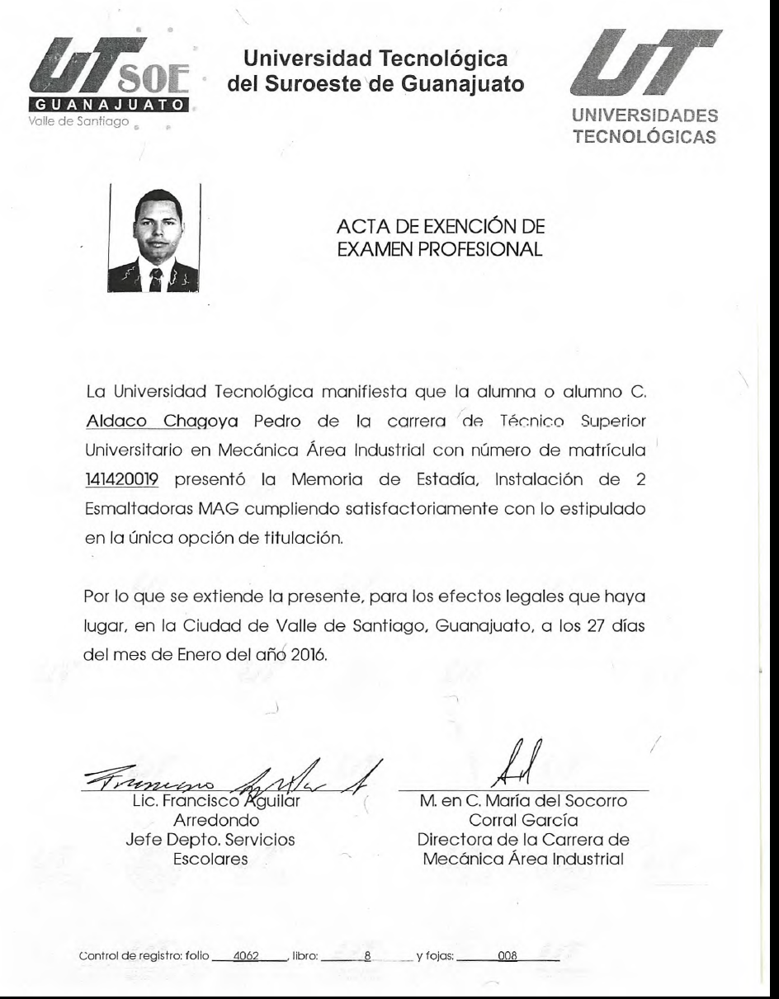 UTSOE
GUANAJUATO
Valle de Santiago
Universidad Tecnológica
del Suroeste de Guanajuato
UT
UNIVERSIDADES
TECNOLÓGICAS
ACTA DE EXENCIÓN DE
EXAMEN PROFESIONAL
La Universidad Tecnológica manifiesta que la alumna o alumno C.
Aldaco Chagoya Pedro de la carrera de Técnico Superior
Universitario en Mecánica Área Industrial con número de matrícula
141420019 presentó la Memoria de Estadía, Instalación de 2
Esmaltadoras MAG cumpliendo satisfactoriamente con lo estipulado
en la única opción de titulación.
Por lo que se extiende la presente, para los efectos legales que haya
lugar, en la Ciudad de Valle de Santiago, Guanajuato, a los 27 días
del mes de Enero del año 2016.
Lic. Francisco Aguilar
Arredondo
Jefe Depto. Servicios
Escolares
M. en C. María del Socorro
Corral García
Directora de la Carrera de
Mecánica Área Industrial
Control de registro: folio 4062, libro: 8 y fojas: 008